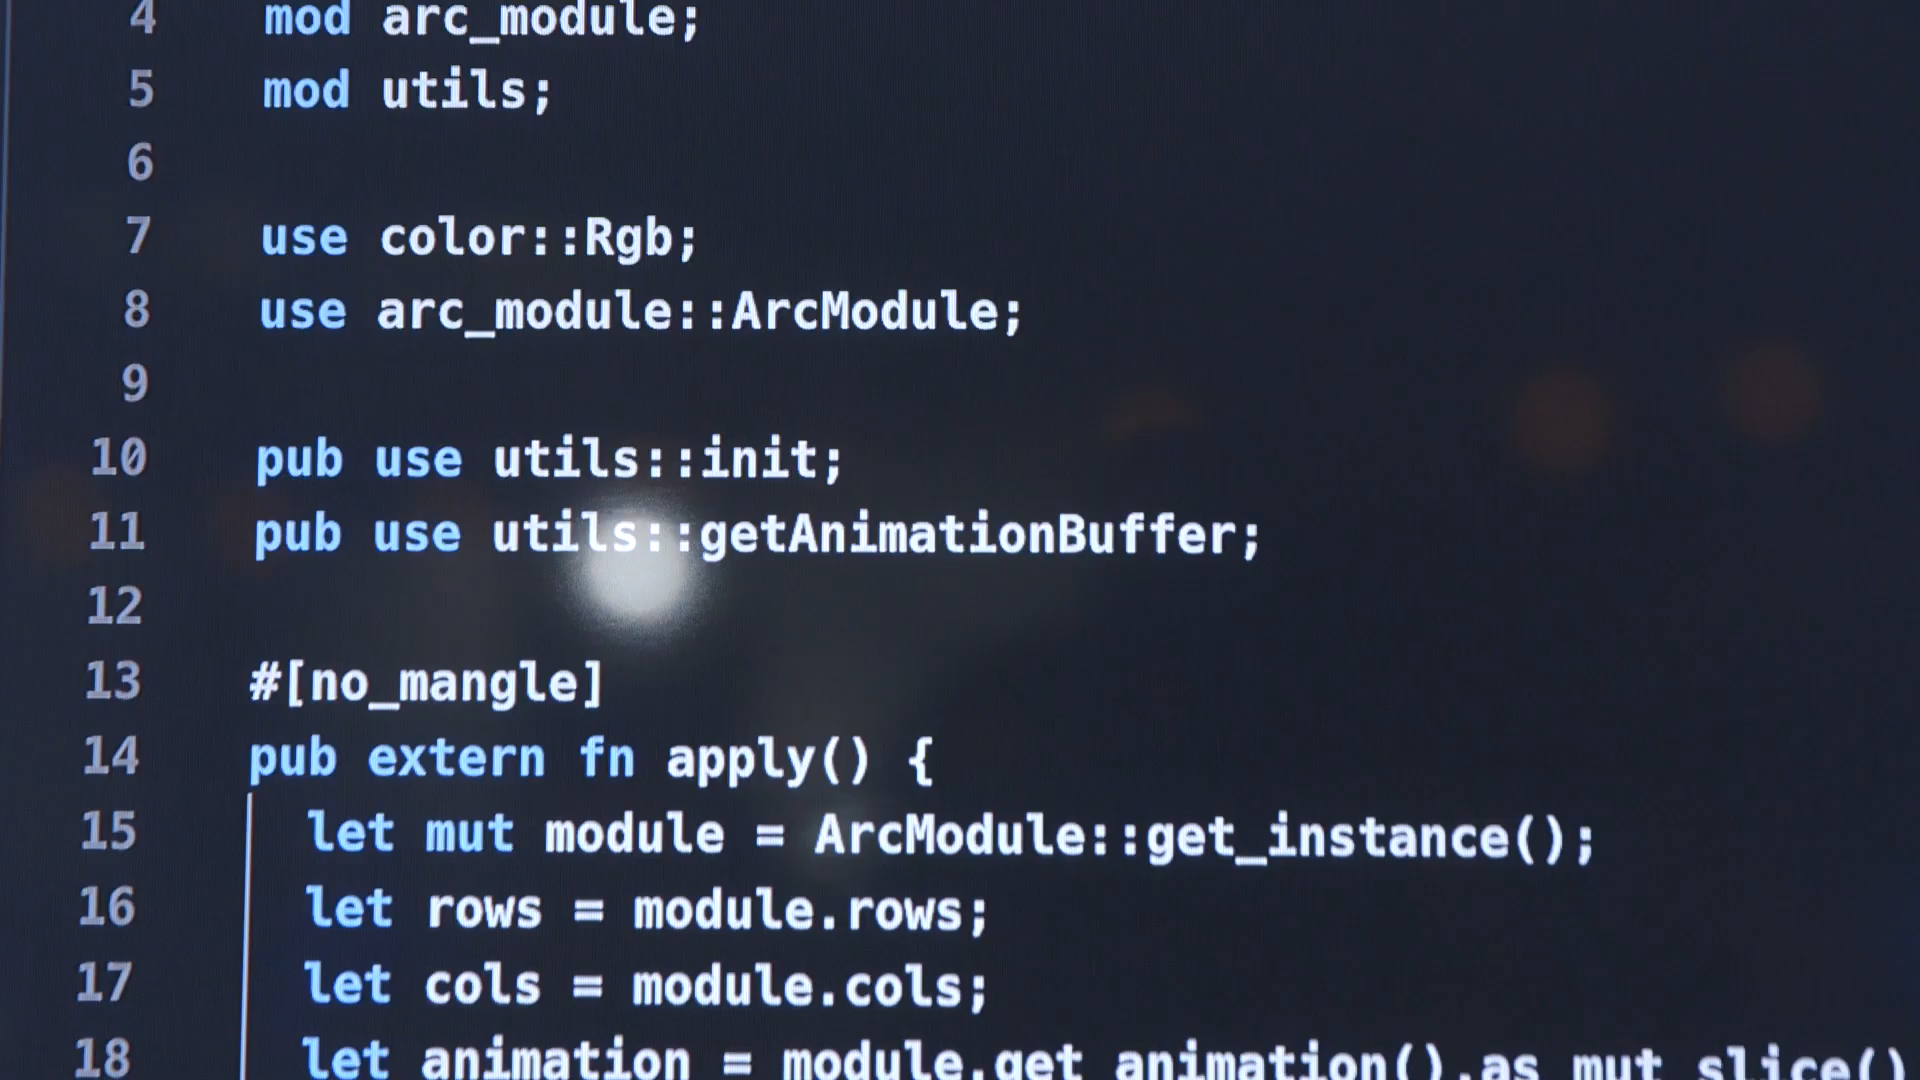 4 mod arc_module;
5 mod utils;
6
7 use color::Rgb;
8 use arc_module::ArcModule;
9
10 pub use utils::init;
11 pub use utils::getAnimationBuffer;
12
13 #[no_mangle]
14 pub extern fn apply() {
15 let mut module = ArcModule::get_instance();
16 let rows = module.rows;
17 let cols = module.cols;
18 let animation = module.get_animation().as_mut_slice()